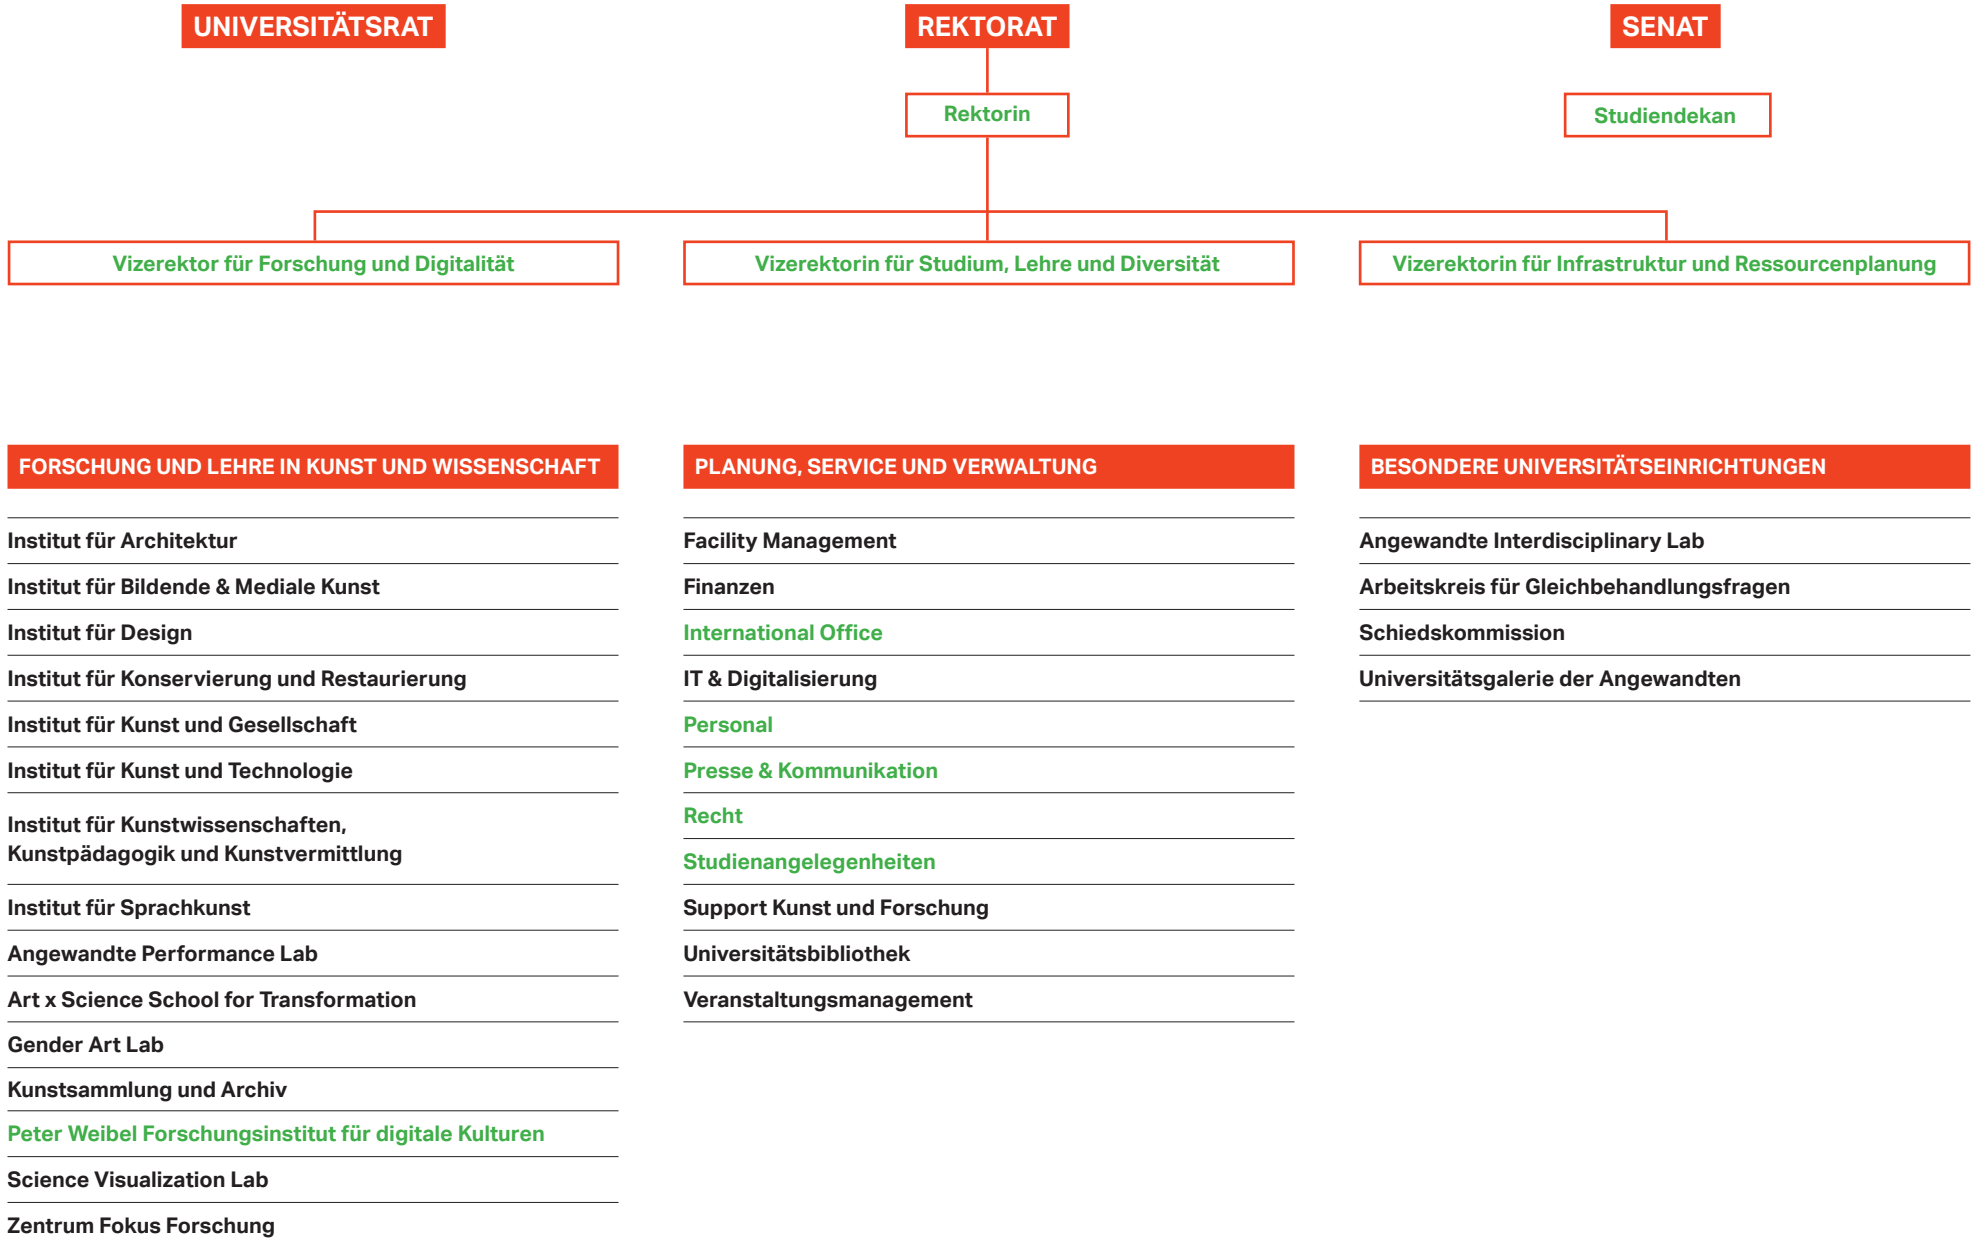 UNIVERSITÄTSRAT
REKTORAT
SENAT
Rektorin
Studiendekan
Vizerektor für Forschung und Digitalität
Vizerektorin für Studium, Lehre und Diversität
Vizerektorin für Infrastruktur und Ressourcenplanung
FORSCHUNG UND LEHRE IN KUNST UND WISSENSCHAFT
Institut für Architektur
Institut für Bildende & Mediale Kunst
Institut für Design
Institut für Konservierung und Restaurierung
Institut für Kunst und Gesellschaft
Institut für Kunst und Technologie
Institut für Kunstwissenschaften,
Kunstpädagogik und Kunstvermittlung
Institut für Sprachkunst
Angewandte Performance Lab
Art x Science School for Transformation
Gender Art Lab
Kunstsammlung und Archiv
Peter Weibel Forschungsinstitut für digitale Kulturen
Science Visualization Lab
Zentrum Fokus Forschung
PLANUNG, SERVICE UND VERWALTUNG
Facility Management
Finanzen
International Office
IT & Digitalisierung
Personal
Presse & Kommunikation
Recht
Studienangelegenheiten
Support Kunst und Forschung
Universitätsbibliothek
Veranstaltungsmanagement
BESONDERE UNIVERSITÄTSEINRICHTUNGEN
Angewandte Interdisciplinary Lab
Arbeitskreis für Gleichbehandlungsfragen
Schiedskommission
Universitätsgalerie der Angewandten